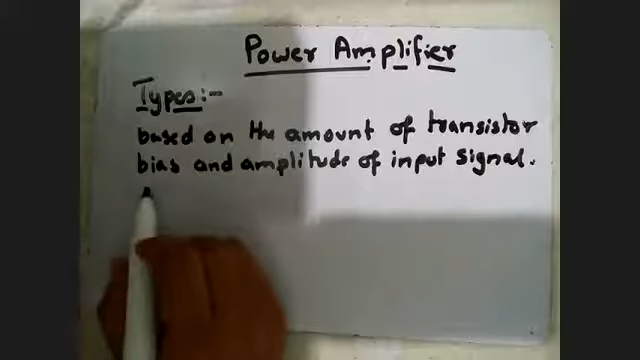 Power Amplifier
Types:-
based on the amount of transistor
bias and amplitude of input signal.